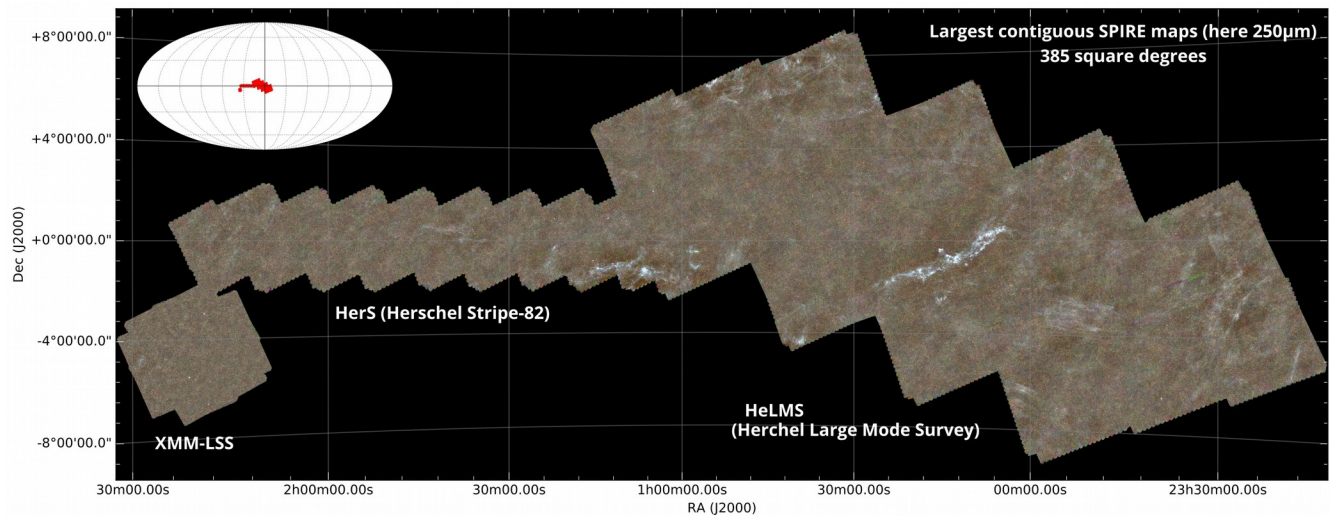 Largest contiguous SPIRE maps (here 250μm)
385 square degrees
+8°00'00.0"
+4°00'00.0"
+0°00'00.0"
-4°00'00.0"
-8°00'00.0"
Dec (J2000)
HerS (Herschel Stripe-82)
XMM-LSS
HeLMS
(Herchel Large Mode Survey)
30m00.00s
2h00m00.00s
30m00.00s
1h00m00.00s
30m00.00s
00m00.00s
23h30m00.00s
RA (J2000)